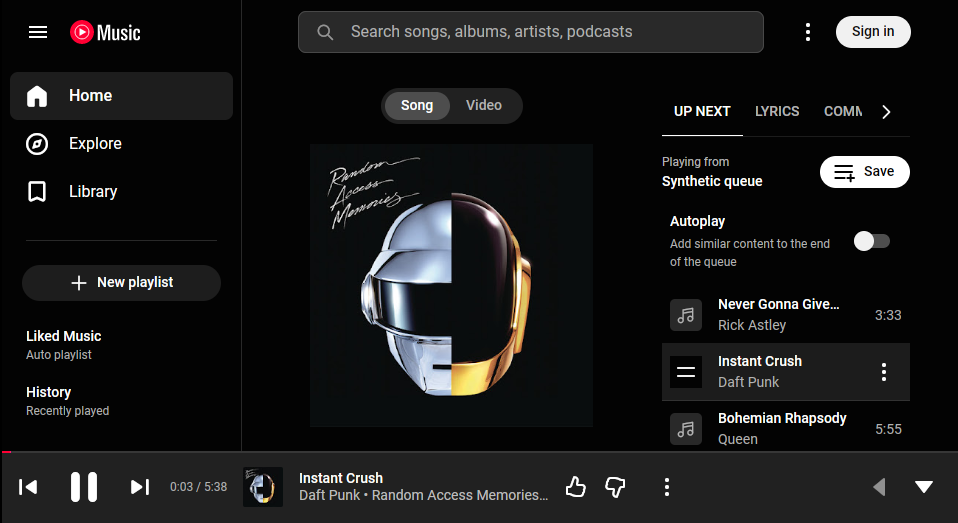 Music
Search songs, albums, artists, podcasts
Sign in
Home
Explore
Library
New playlist
Liked Music
Auto playlist
History
Recently played
Song
Video
Random
Access
Memories
UP NEXT
LYRICS
Playing from
Synthetic queue
Save
Autoplay
Add similar content to the end
of the queue
Never Gonna Give…
Rick Astley
3:33
Instant Crush
Daft Punk
Bohemian Rhapsody
Queen
5:55
0:03 / 5:38
Instant Crush
Daft Punk • Random Access Memories…